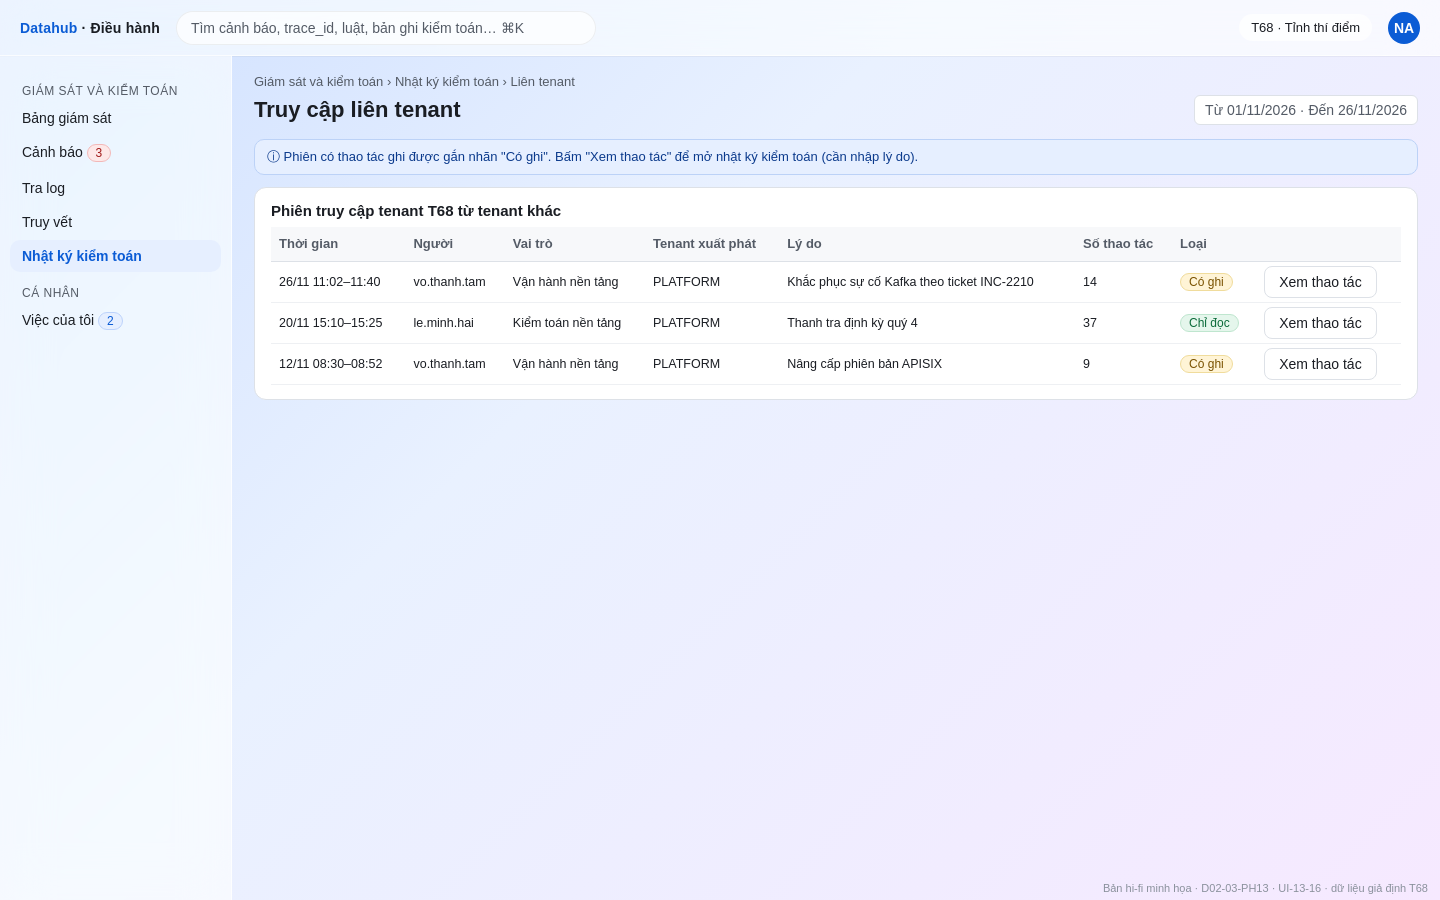 Datahub · Điều hành
Tìm cảnh báo, trace_id, luật, bản ghi kiểm toán… ⌘K
T68 · Tỉnh thí điểm
NA
GIÁM SÁT VÀ KIỂM TOÁN
Bảng giám sát
Cảnh báo 3
Tra log
Truy vết
Nhật ký kiểm toán
CÁ NHÂN
Việc của tôi 2
Giám sát và kiểm toán › Nhật ký kiểm toán › Liên tenant
Truy cập liên tenant
Từ 01/11/2026 · Đến 26/11/2026
ⓘ Phiên có thao tác ghi được gắn nhãn "Có ghi". Bấm "Xem thao tác" để mở nhật ký kiểm toán (cần nhập lý do).
Phiên truy cập tenant T68 từ tenant khác
Thời gian Người Vai trò Tenant xuất phát Lý do Số thao tác Loại
26/11 11:02–11:40 vo.thanh.tam Vận hành nền tảng PLATFORM Khắc phục sự cố Kafka theo ticket INC-2210 14 Có ghi Xem thao tác
20/11 15:10–15:25 le.minh.hai Kiểm toán nền tảng PLATFORM Thanh tra định kỳ quý 4 37 Chỉ đọc Xem thao tác
12/11 08:30–08:52 vo.thanh.tam Vận hành nền tảng PLATFORM Nâng cấp phiên bản APISIX 9 Có ghi Xem thao tác
Bản hi-fi minh họa · D02-03-PH13 · UI-13-16 · dữ liệu giả định T68